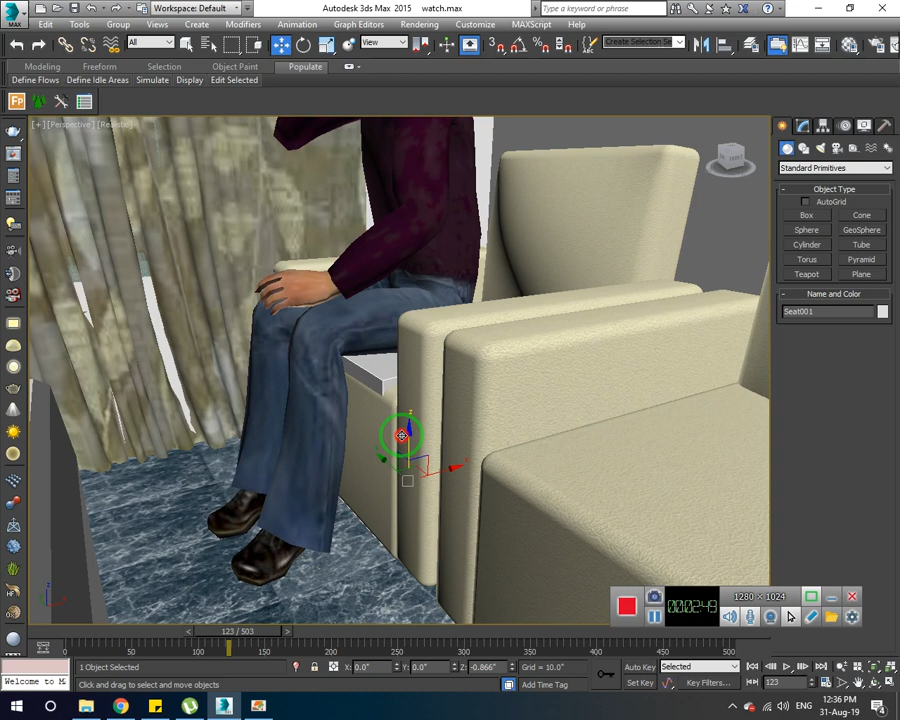 MAX
Workspace: Default
Autodesk 3ds Max 2015 watch.max
Type a keyword or phrase
Edit Tools Group Views Create Modifiers Animation Graph Editors Rendering Customize MAXScript Help
All View Create Selection Se
Modeling Freeform Selection Object Paint Populate
Define Flows Define Idle Areas Simulate Display Edit Selected
[+][Perspective][Realistic]
Standard Primitives
- Object Type
AutoGrid
Box Cone
Sphere GeoSphere
Cylinder Tube
Torus Pyramid
Teapot Plane
- Name and Color
Seat001
1280 × 1024
00:02:49
< 123 / 503 >
0 50 100 150 200 250 300 350 400 450 500
1 Object Selected X: 0.0" Y: 0.0" Z: -0.866" Grid = 10.0" Auto Key Selected
Welcome to M Click and drag to select and move objects Add Time Tag Set Key Key Filters... 123
12:36 PM
ENG
31-Aug-19
4